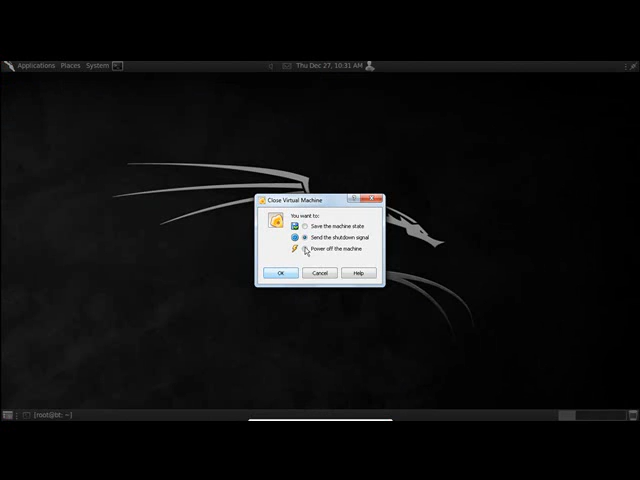 Applications Places System
Thu Dec 27, 10:31 AM
Close Virtual Machine
You want to:
Save the machine state
Send the shutdown signal
Power off the machine
OK Cancel Help
[root@bt: ~]